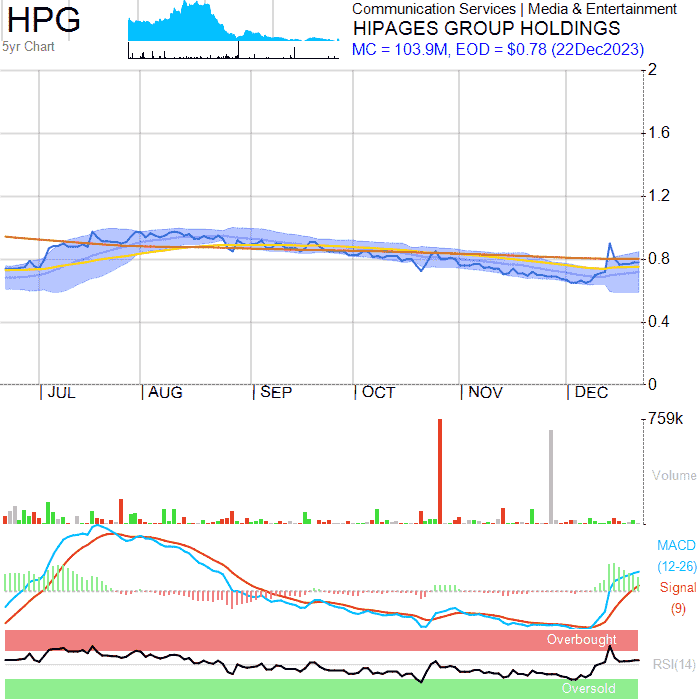 HPG
5yr Chart
Communication Services | Media & Entertainment
HIPAGES GROUP HOLDINGS
MC = 103.9M, EOD = $0.78 (22Dec2023)
2
1.6
1.2
0.8
0.4
0
| JUL | AUG | SEP | OCT | NOV | DEC
759k
Volume
MACD
(12-26)
Signal
(9)
Overbought
RSI(14)
Oversold